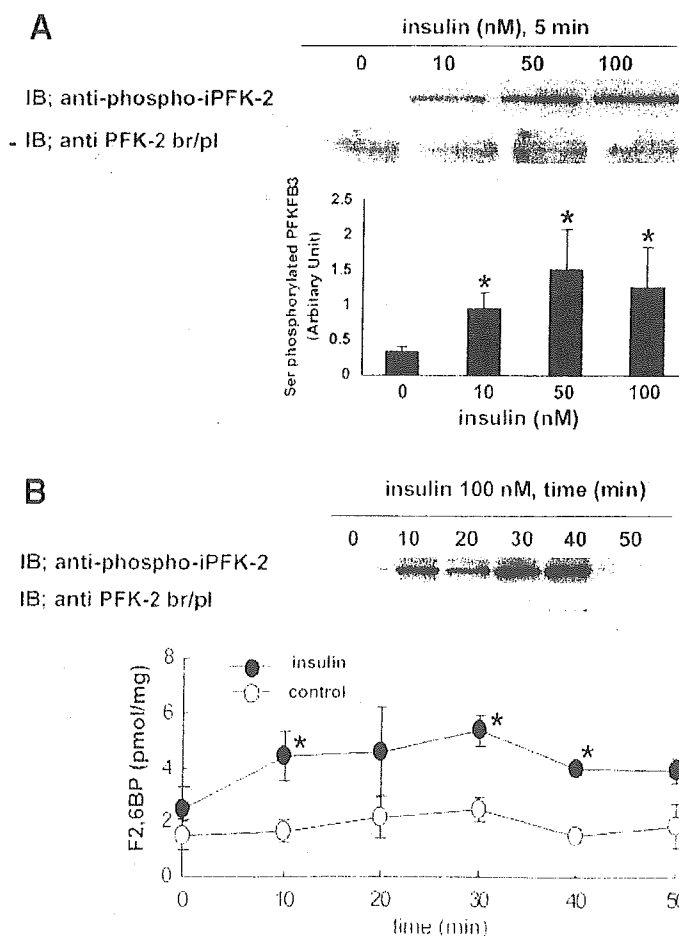 A
insulin (nM), 5 min
0 10 50 100
IB; anti-phospho-iPFK-2
- IB; anti PFK-2 br/pl
Ser phosphorylated PFKFB3
(Arbitary Unit)
2.5
2
1.5
1
0.5
0
* * *
0 10 50 100
insulin (nM)
B
insulin 100 nM, time (min)
0 10 20 30 40 50
IB; anti-phospho-iPFK-2
IB; anti PFK-2 br/pl
F2,6BP (pmol/mg)
8
6
4
2
0
insulin
control
* * *
0 10 20 30 40 50
time (min)